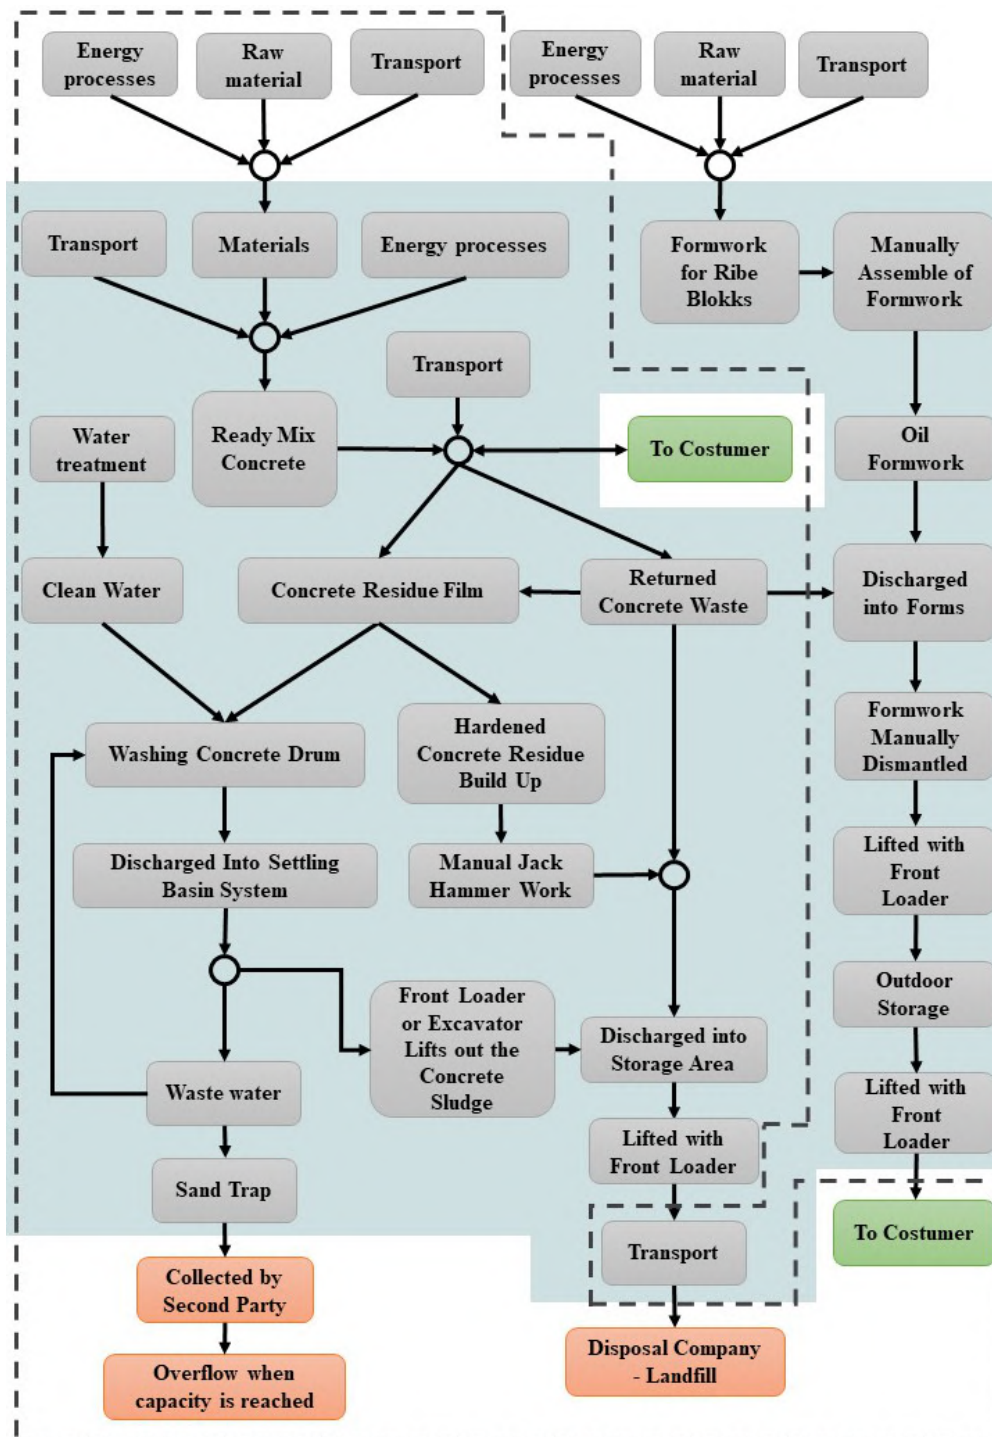 Energy
processes
Raw
material
Transport
Energy
processes
Raw
material
Transport
Transport
Materials
Energy processes
Formwork
for Ribe
Blokks
Manually
Assemble of
Formwork
Transport
Ready Mix
Concrete
To Costumer
Oil
Formwork
Water
treatment
Clean Water
Concrete Residue Film
Returned
Concrete Waste
Discharged
into Forms
Washing Concrete Drum
Hardened
Concrete Residue
Build Up
Formwork
Manually
Dismantled
Discharged Into Settling
Basin System
Manual Jack
Hammer Work
Lifted with
Front
Loader
Front Loader
or Excavator
Lifts out the
Concrete
Sludge
Discharged into
Storage Area
Outdoor
Storage
Waste water
Lifted with
Front Loader
Lifted with
Front
Loader
Sand Trap
Transport
To Costumer
Collected by
Second Party
Overflow when
capacity is reached
Disposal Company
- Landfill